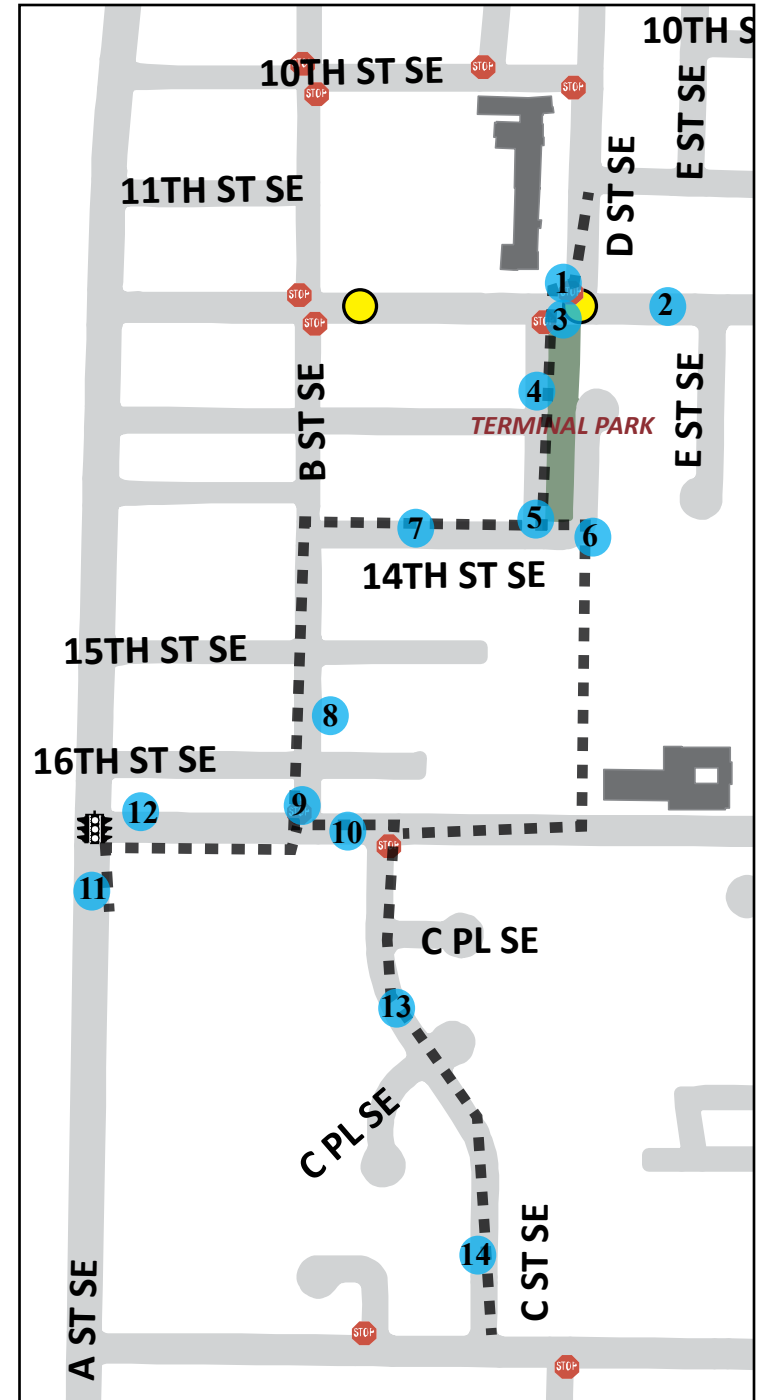 10TH S
STOP
10TH ST SE
STOP
STOP
STOP
E ST SE
11TH ST SE
D ST SE
1
STOP
2
3
STOP
STOP
B ST SE
4
E ST SE
TERMINAL PARK
5
7
6
14TH ST SE
15TH ST SE
8
16TH ST SE
9
12
10
STOP
11
C PL SE
13
C PL SE
14
C ST SE
A ST SE
STOP
STOP